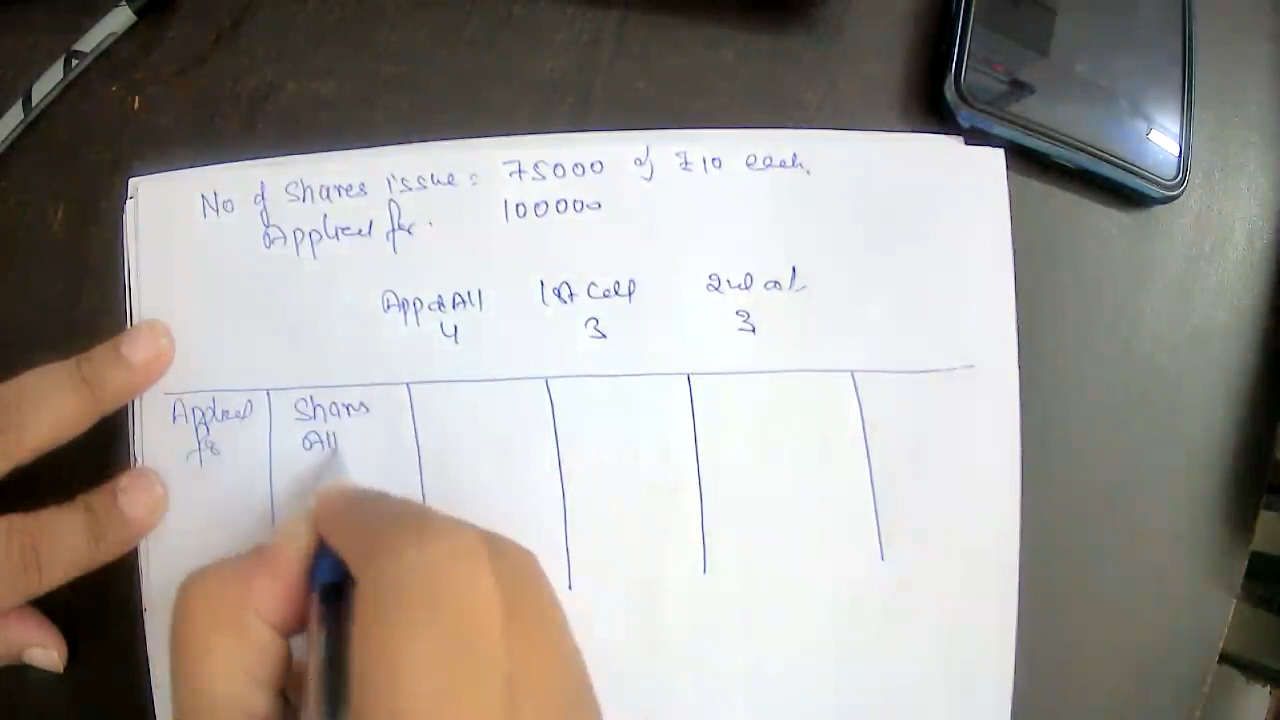 No of Shares issue = 75000 of ₹10 each.
Applied for. 100000
App & All 1st Call 2nd cal
4 3 3
Applied Shares
for All